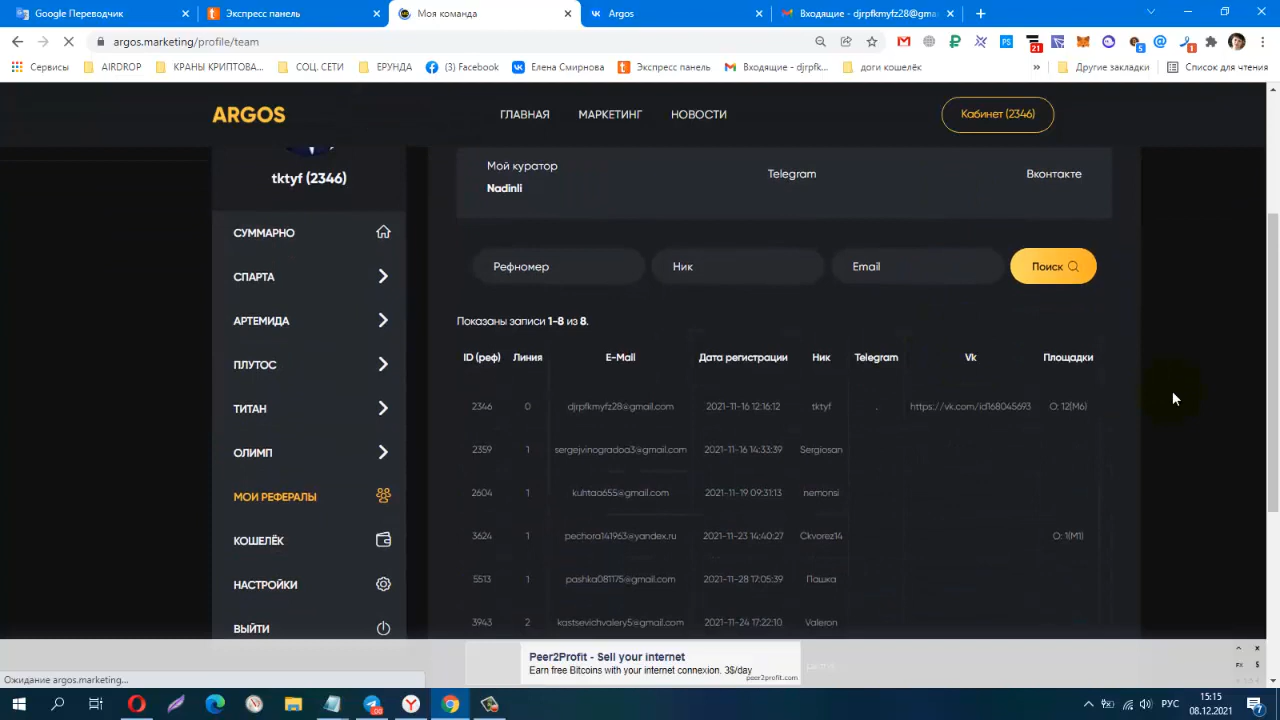 Google Переводчик
Экспресс панель
Моя команда
Argos
Входящие - djrpfkmyfz28@gma
argos.marketing/profile/team
21
5
1
Сервисы
AIRDROP
КРАНЫ КРИПТОВА...
СОЦ. СЕТИ
ЕРУНДА
(3) Facebook
Елена Смирнова
Экспресс панель
Входящие - djrpfk...
доги кошелёк
»
Другие закладки
Список для чтения
ARGOS
ГЛАВНАЯ
МАРКЕТИНГ
НОВОСТИ
Кабинет (2346)
tktyf (2346)
СУММАРНО
СПАРТА
АРТЕМИДА
ПЛУТОС
ТИТАН
ОЛИМП
МОИ РЕФЕРАЛЫ
КОШЕЛЁК
НАСТРОЙКИ
ВЫЙТИ
Мой куратор
Nadinli
Telegram
Вконтакте
Рефномер
Ник
Email
Поиск
Показаны записи 1-8 из 8.
ID (реф) Линия E-Mail Дата регистрации Ник Telegram Vk Площадки
2346 0 djrpfkmyfz28@gmail.com 2021-11-16 12:16:12 tktyf . https://vk.com/id168045693 О: 12(М6)
2359 1 sergejvinogradoa3@gmail.com 2021-11-16 14:33:39 Sergiosan
2604 1 kuhtaa655@gmail.com 2021-11-19 09:31:13 nemonsi
3624 1 pechora141963@yandex.ru 2021-11-23 14:40:27 Ckvorez14 О: 1(М1)
5513 1 pashka081175@gmail.com 2021-11-28 17:05:39 Пашка
3943 2 kastsevichvalery5@gmail.com 2021-11-24 17:22:10 Valeron
Peer2Profit - Sell your internet
Earn free Bitcoins with your internet connexion. 3$/day
peer2profit.com
Ожидание argos.marketing...
РУС
15:15
08.12.2021